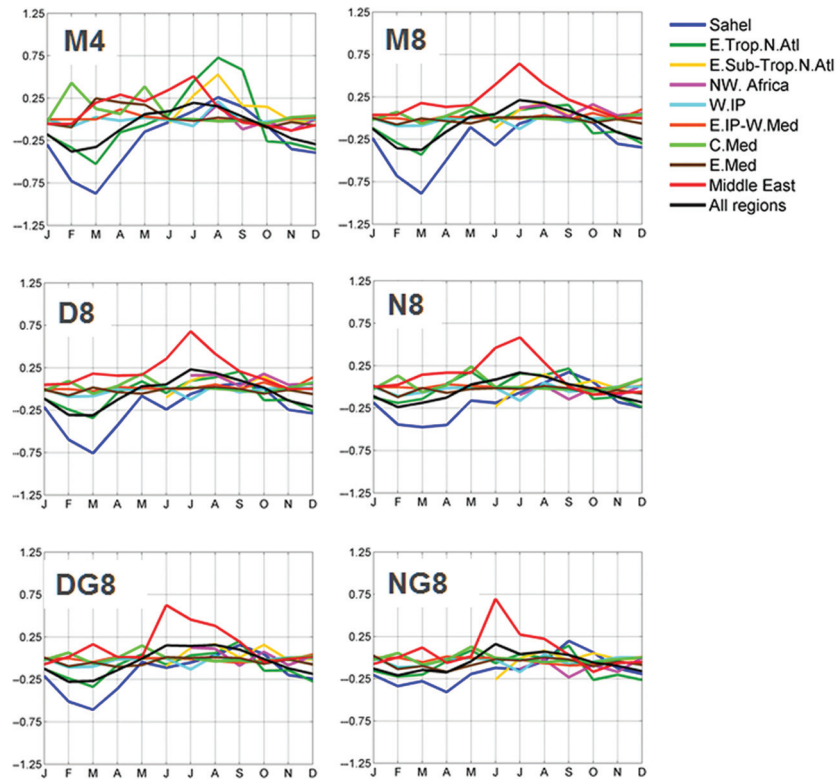 M4
1.25
0.75
0.25
−0.25
−0.75
−1.25
J F M A M J J A S O N D
M8
1.25
0.75
0.25
−0.25
−0.75
−1.25
J F M A M J J A S O N D
Sahel
E.Trop.N.Atl
E.Sub-Trop.N.Atl
NW. Africa
W.IP
E.IP-W.Med
C.Med
E.Med
Middle East
All regions
D8
1.25
0.75
0.25
−0.25
−0.75
−1.25
J F M A M J J A S O N D
N8
1.25
0.75
0.25
−0.25
−0.75
−1.25
J F M A M J J A S O N D
DG8
1.25
0.75
0.25
−0.25
−0.75
−1.25
J F M A M J J A S O N D
NG8
1.25
0.75
0.25
−0.25
−0.75
−1.25
J F M A M J J A S O N D